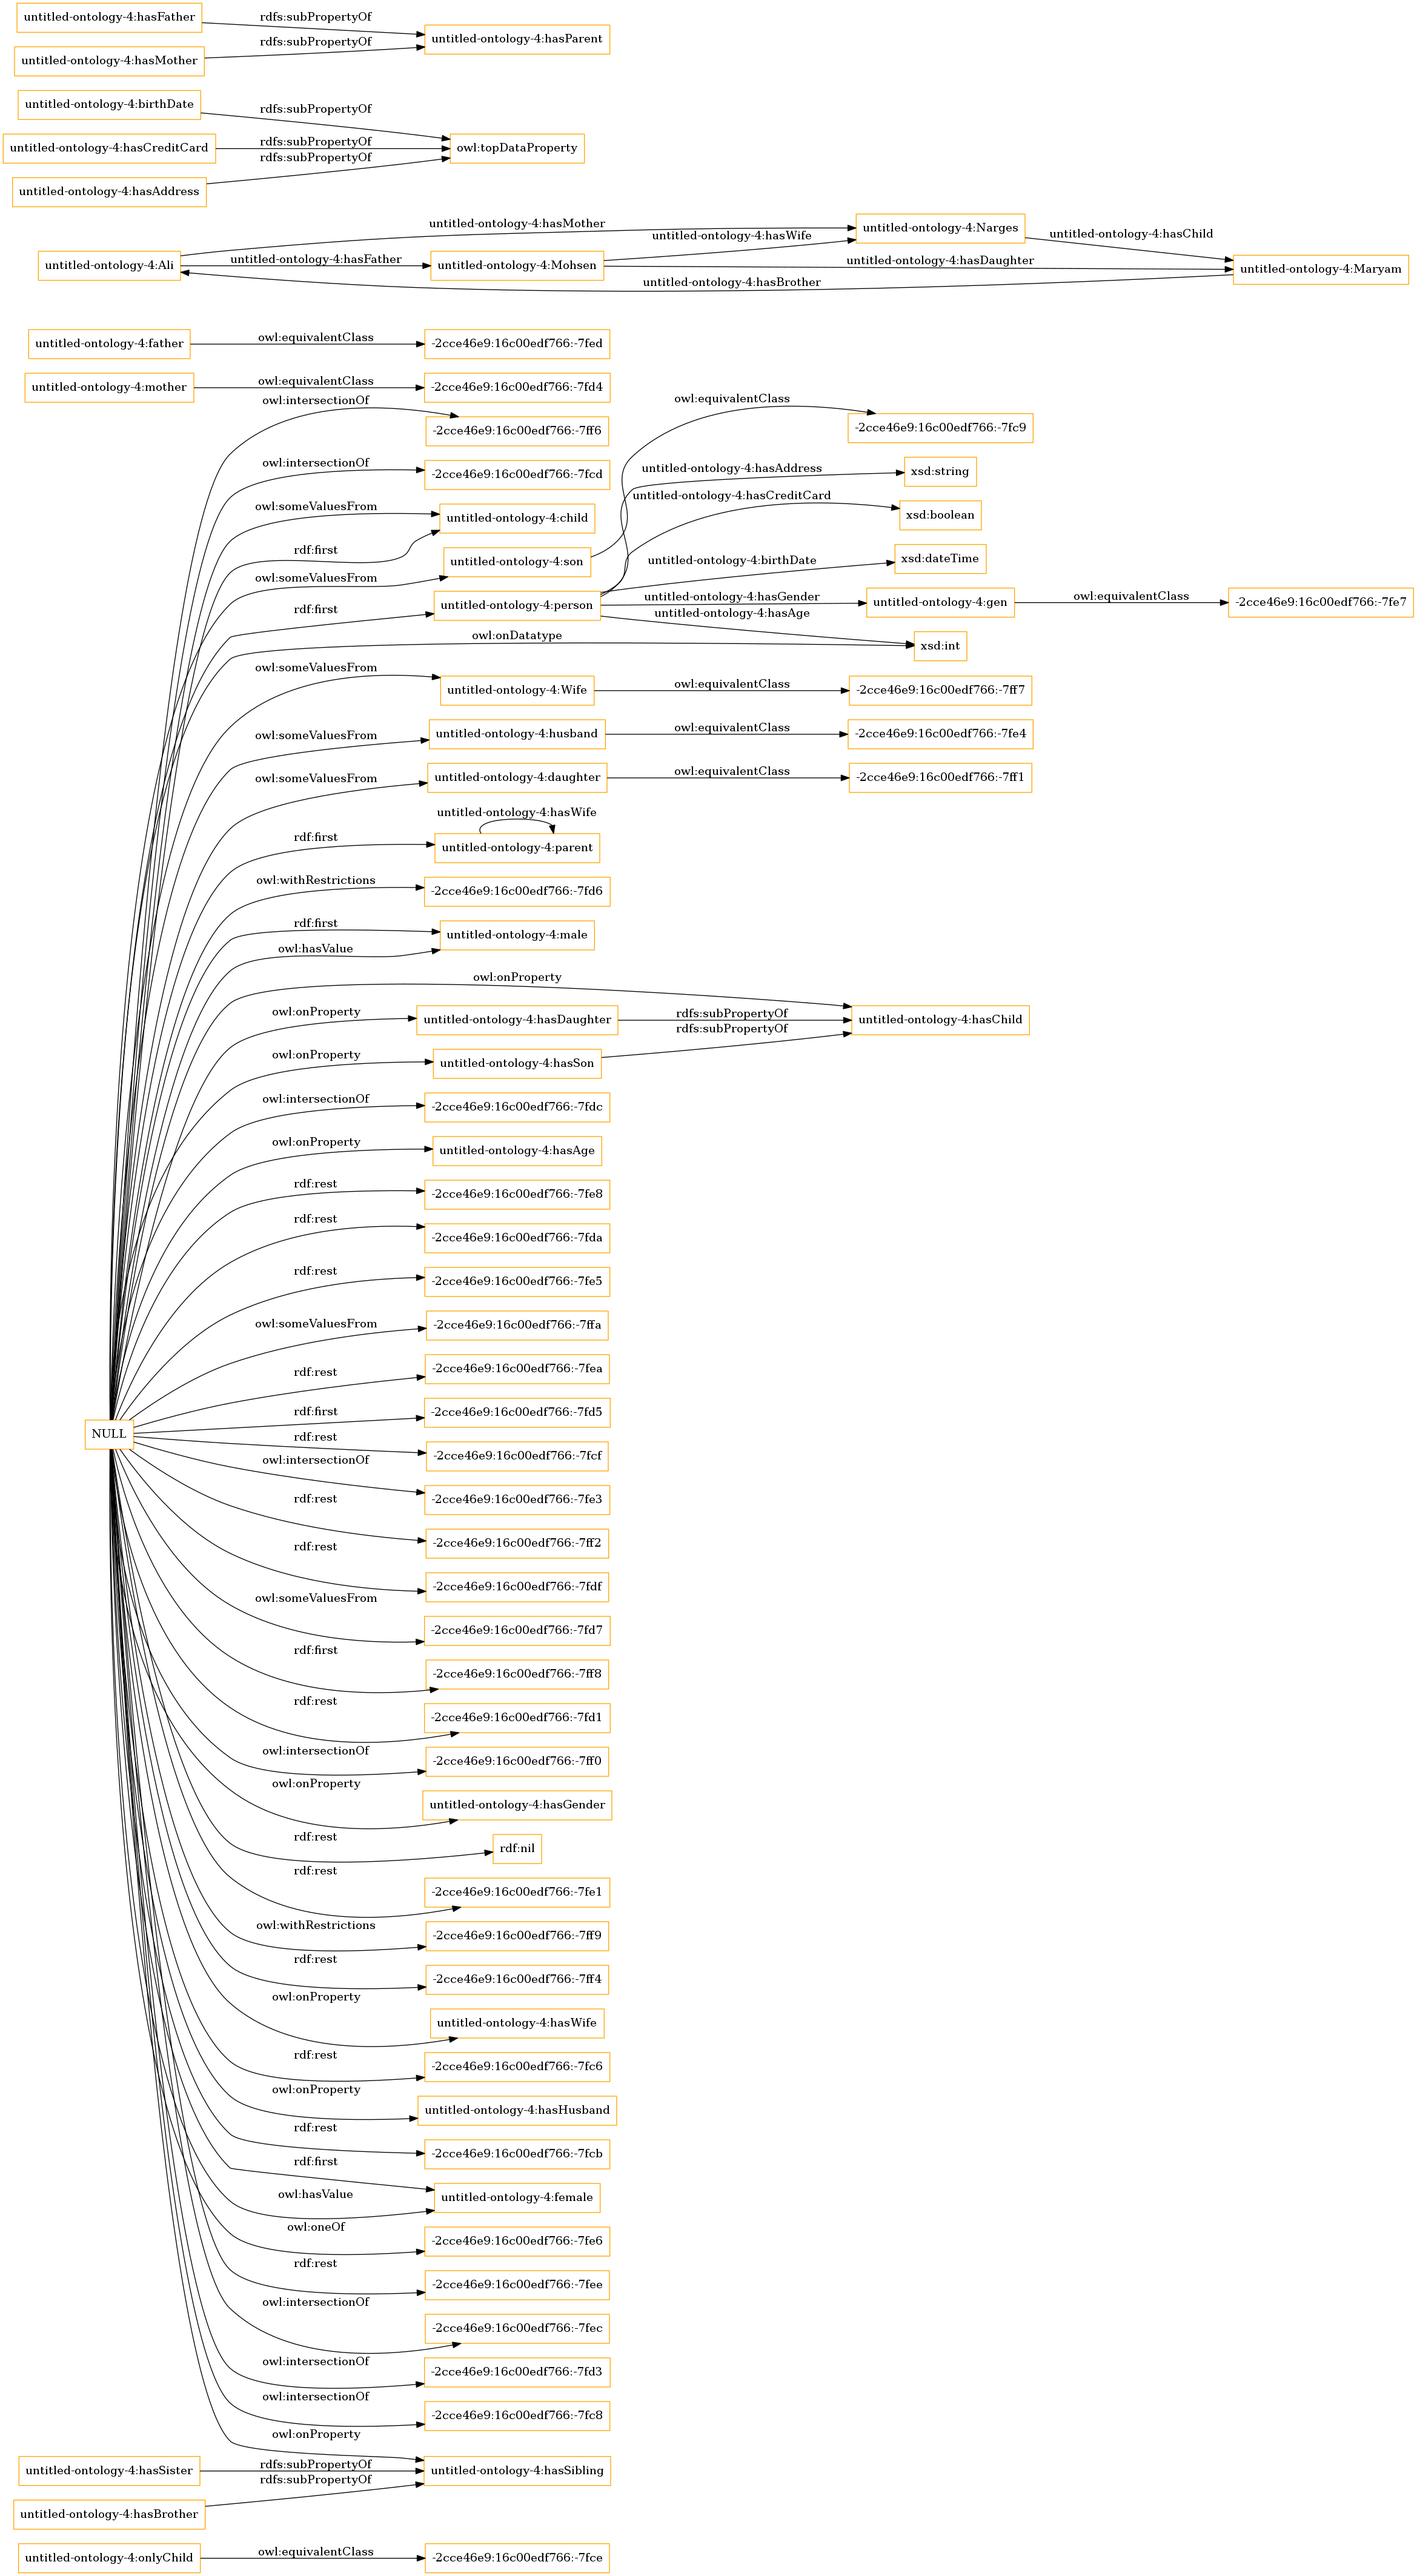 untitled-ontology-4:hasFather
rdfs:subPropertyOf
untitled-ontology-4:hasParent
rdfs:subPropertyOf
untitled-ontology-4:hasMother
untitled-ontology-4:birthDate
rdfs:subPropertyOf
untitled-ontology-4:hasCreditCard
rdfs:subPropertyOf
owl:topDataProperty
rdfs:subPropertyOf
untitled-ontology-4:hasAddress
untitled-ontology-4:hasMother
untitled-ontology-4:Narges
untitled-ontology-4:hasWife
untitled-ontology-4:hasChild
untitled-ontology-4:Ali
untitled-ontology-4:hasFather
untitled-ontology-4:Mohsen
untitled-ontology-4:hasDaughter
untitled-ontology-4:Maryam
untitled-ontology-4:hasBrother
untitled-ontology-4:father
owl:equivalentClass
-2cce46e9:16c00edf766:-7fed
untitled-ontology-4:mother
owl:equivalentClass
-2cce46e9:16c00edf766:-7fd4
owl:intersectionOf
-2cce46e9:16c00edf766:-7ff6
owl:equivalentClass
-2cce46e9:16c00edf766:-7fc9
owl:intersectionOf
-2cce46e9:16c00edf766:-7fcd
untitled-ontology-4:hasAddress
xsd:string
owl:someValuesFrom
untitled-ontology-4:child
untitled-ontology-4:hasCreditCard
xsd:boolean
rdf:first
untitled-ontology-4:son
untitled-ontology-4:birthDate
xsd:dateTime
owl:someValuesFrom
untitled-ontology-4:person
untitled-ontology-4:hasGender
untitled-ontology-4:gen
owl:equivalentClass
-2cce46e9:16c00edf766:-7fe7
rdf:first
untitled-ontology-4:hasAge
owl:onDatatype
xsd:int
owl:someValuesFrom
untitled-ontology-4:Wife
owl:equivalentClass
-2cce46e9:16c00edf766:-7ff7
owl:someValuesFrom
untitled-ontology-4:husband
owl:equivalentClass
-2cce46e9:16c00edf766:-7fe4
owl:someValuesFrom
untitled-ontology-4:daughter
owl:equivalentClass
-2cce46e9:16c00edf766:-7ff1
untitled-ontology-4:hasWife
rdf:first
untitled-ontology-4:parent
owl:withRestrictions
-2cce46e9:16c00edf766:-7fd6
rdf:first
untitled-ontology-4:male
owl:hasValue
owl:onProperty
owl:onProperty
untitled-ontology-4:hasDaughter
rdfs:subPropertyOf
untitled-ontology-4:hasChild
rdfs:subPropertyOf
owl:onProperty
untitled-ontology-4:hasSon
owl:intersectionOf
-2cce46e9:16c00edf766:-7fdc
owl:onProperty
untitled-ontology-4:hasAge
rdf:rest
-2cce46e9:16c00edf766:-7fe8
rdf:rest
-2cce46e9:16c00edf766:-7fda
rdf:rest
-2cce46e9:16c00edf766:-7fe5
owl:someValuesFrom
-2cce46e9:16c00edf766:-7ffa
rdf:rest
-2cce46e9:16c00edf766:-7fea
rdf:first
-2cce46e9:16c00edf766:-7fd5
NULL
rdf:rest
-2cce46e9:16c00edf766:-7fcf
owl:intersectionOf
-2cce46e9:16c00edf766:-7fe3
rdf:rest
-2cce46e9:16c00edf766:-7ff2
rdf:rest
-2cce46e9:16c00edf766:-7fdf
owl:someValuesFrom
-2cce46e9:16c00edf766:-7fd7
rdf:first
-2cce46e9:16c00edf766:-7ff8
rdf:rest
-2cce46e9:16c00edf766:-7fd1
owl:intersectionOf
-2cce46e9:16c00edf766:-7ff0
owl:onProperty
untitled-ontology-4:hasGender
rdf:rest
rdf:nil
rdf:rest
-2cce46e9:16c00edf766:-7fe1
owl:withRestrictions
-2cce46e9:16c00edf766:-7ff9
rdf:rest
-2cce46e9:16c00edf766:-7ff4
owl:onProperty
untitled-ontology-4:hasWife
rdf:rest
-2cce46e9:16c00edf766:-7fc6
owl:onProperty
untitled-ontology-4:hasHusband
rdf:rest
-2cce46e9:16c00edf766:-7fcb
rdf:first
untitled-ontology-4:female
owl:hasValue
owl:oneOf
-2cce46e9:16c00edf766:-7fe6
rdf:rest
-2cce46e9:16c00edf766:-7fee
owl:intersectionOf
-2cce46e9:16c00edf766:-7fec
owl:intersectionOf
-2cce46e9:16c00edf766:-7fd3
owl:intersectionOf
-2cce46e9:16c00edf766:-7fc8
owl:onProperty
untitled-ontology-4:hasSister
rdfs:subPropertyOf
untitled-ontology-4:hasSibling
rdfs:subPropertyOf
untitled-ontology-4:hasBrother
untitled-ontology-4:onlyChild
owl:equivalentClass
-2cce46e9:16c00edf766:-7fce